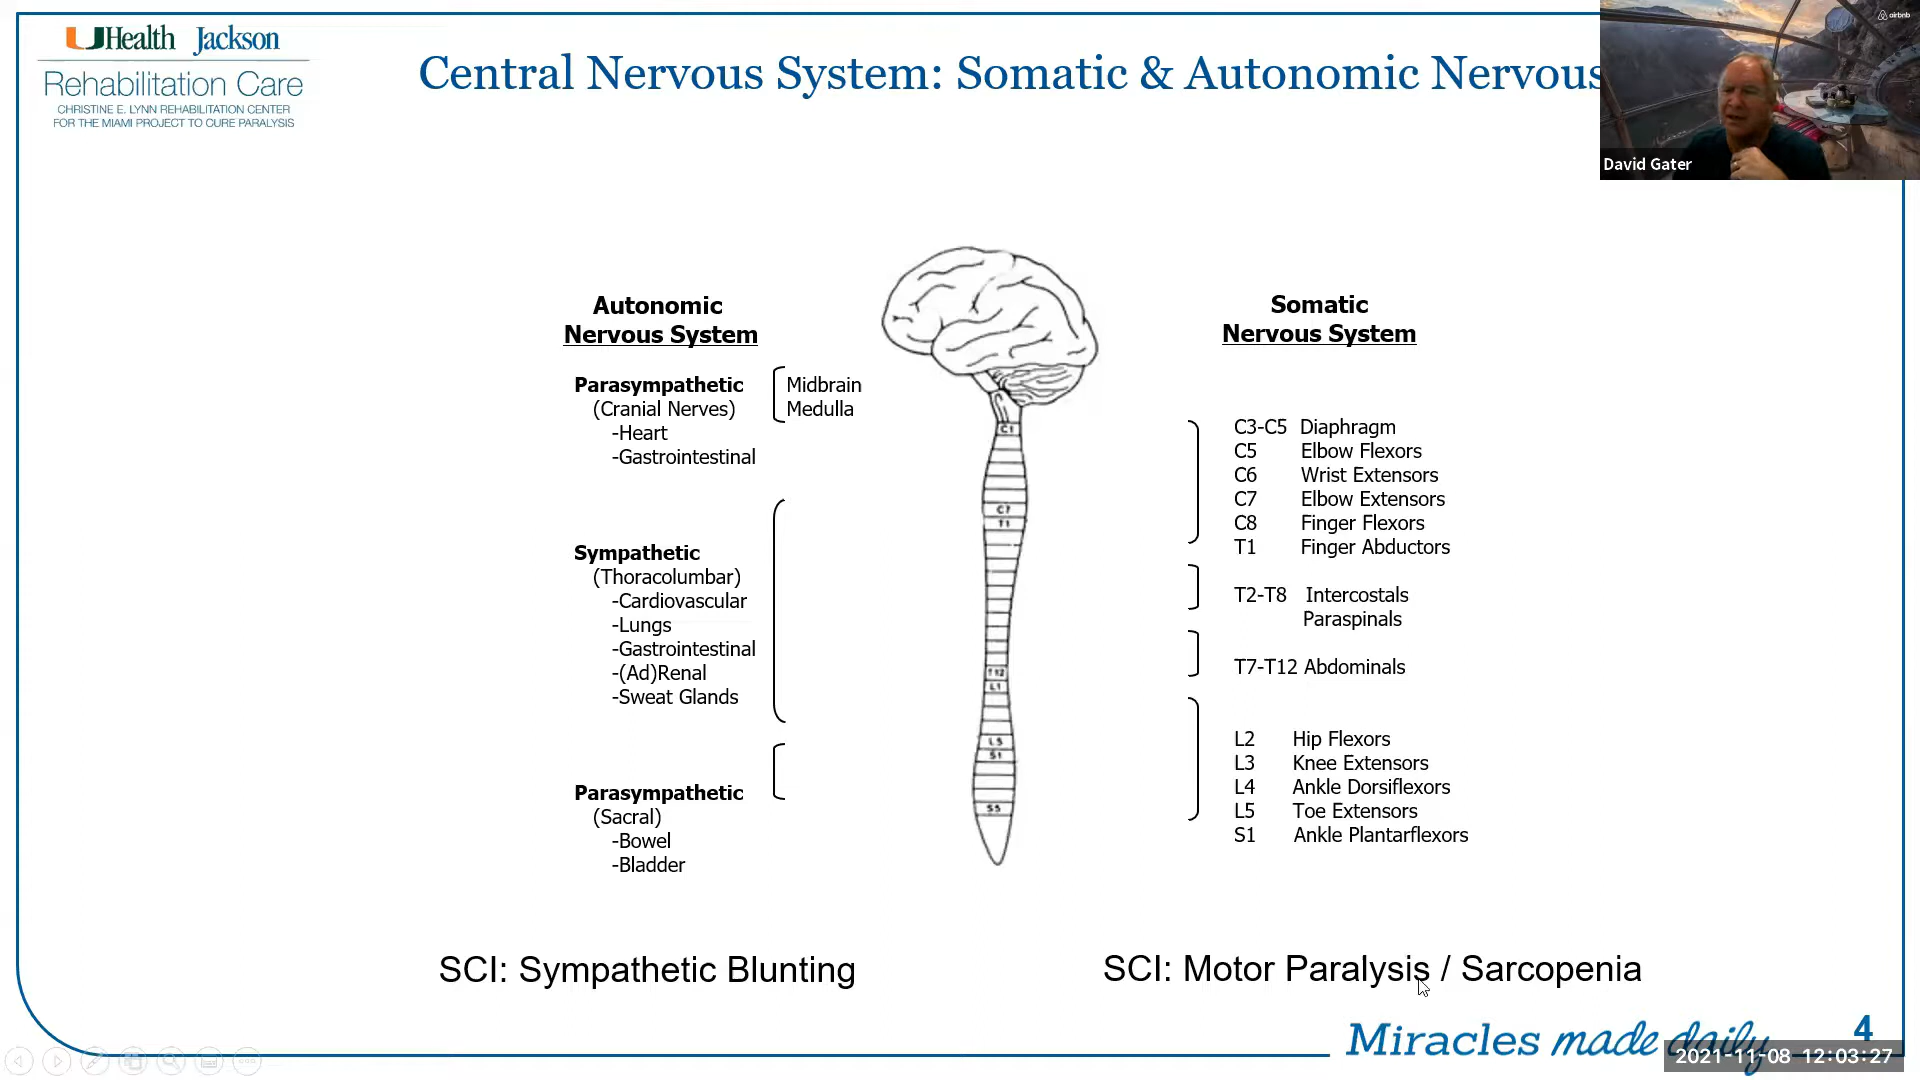 UHealth Jackson
Rehabilitation Care
CHRISTINE E. LYNN REHABILITATION CENTER
FOR THE MIAMI PROJECT TO CURE PARALYSIS
Central Nervous System: Somatic & Autonomic Nervous
airbnb
David Gater
Autonomic
Nervous System
Parasympathetic
(Cranial Nerves)
-Heart
-Gastrointestinal
Midbrain
Medulla
Sympathetic
(Thoracolumbar)
-Cardiovascular
-Lungs
-Gastrointestinal
-(Ad)Renal
-Sweat Glands
Parasympathetic
(Sacral)
-Bowel
-Bladder
C1
C7
T1
T12
L1
L5
S1
S5
Somatic
Nervous System
C3-C5 Diaphragm
C5 Elbow Flexors
C6 Wrist Extensors
C7 Elbow Extensors
C8 Finger Flexors
T1 Finger Abductors
T2-T8 Intercostals
Paraspinals
T7-T12 Abdominals
L2 Hip Flexors
L3 Knee Extensors
L4 Ankle Dorsiflexors
L5 Toe Extensors
S1 Ankle Plantarflexors
SCI: Sympathetic Blunting
SCI: Motor Paralysis / Sarcopenia
Miracles made daily
4
2021-11-08 12:03:27